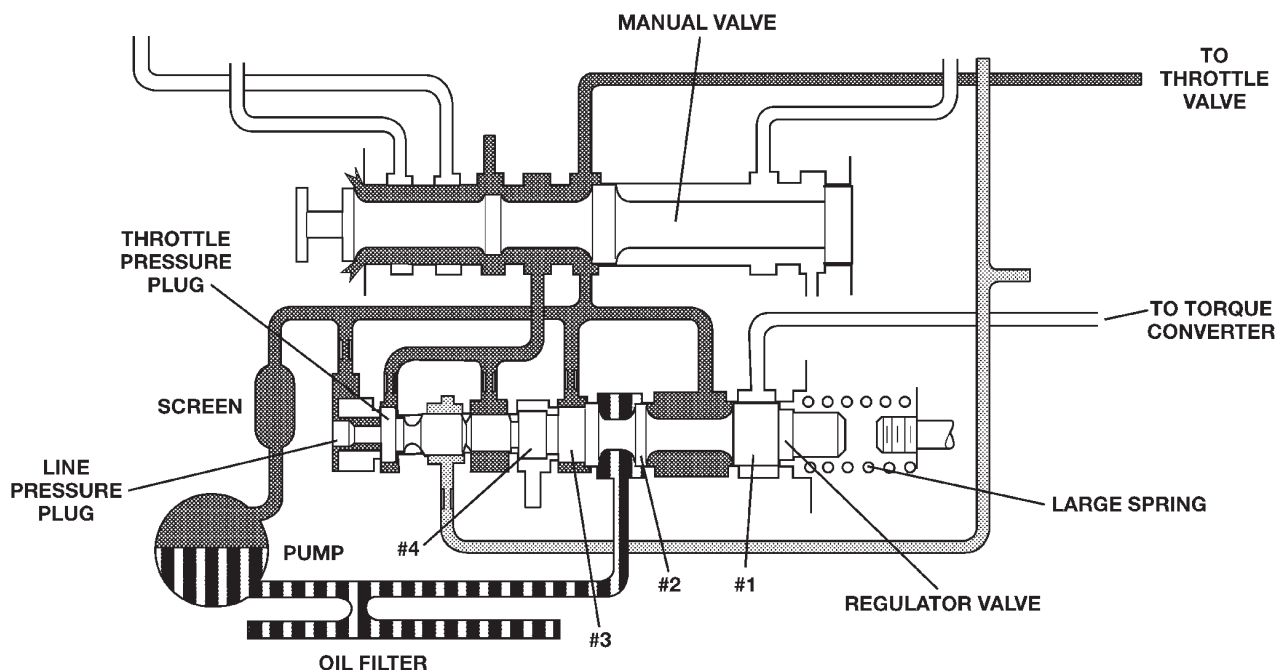 MANUAL VALVE
TO
THROTTLE
VALVE
THROTTLE
PRESSURE
PLUG
TO TORQUE
CONVERTER
SCREEN
LINE
PRESSURE
PLUG
LARGE SPRING
PUMP
#4
#3
#2
#1
REGULATOR VALVE
OIL FILTER